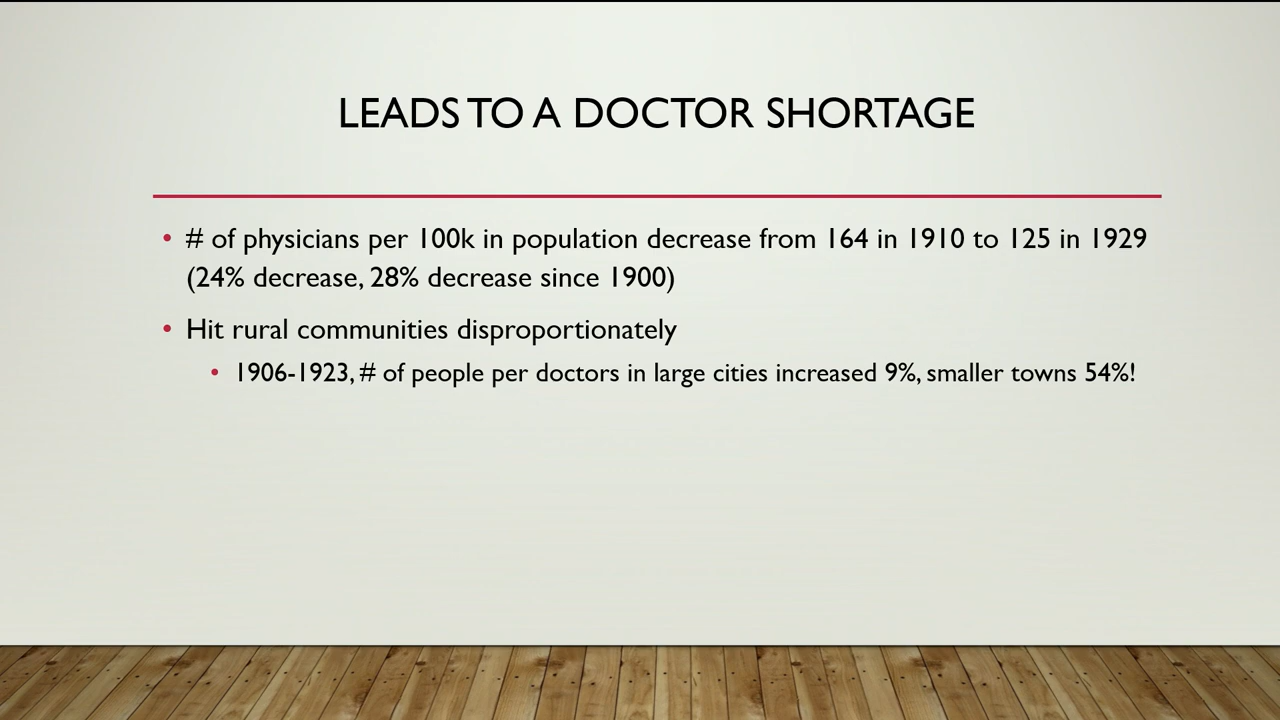 LEADS TO A DOCTOR SHORTAGE
• # of physicians per 100k in population decrease from 164 in 1910 to 125 in 1929
(24% decrease, 28% decrease since 1900)
• Hit rural communities disproportionately
• 1906-1923, # of people per doctors in large cities increased 9%, smaller towns 54%!